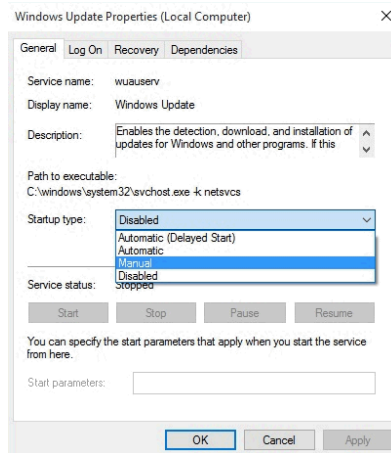 Windows Update Properties (Local Computer)
General Log On Recovery Dependencies
Service name: wuauserv
Display name: Windows Update
Description: Enables the detection, download, and installation of
updates for Windows and other programs. If this
Path to executable:
C:\windows\system32\svchost.exe -k netsvcs
Startup type: Disabled
Automatic (Delayed Start)
Automatic
Manual
Disabled
Service status: Stopped
Start Stop Pause Resume
You can specify the start parameters that apply when you start the service
from here.
Start parameters:
OK Cancel Apply